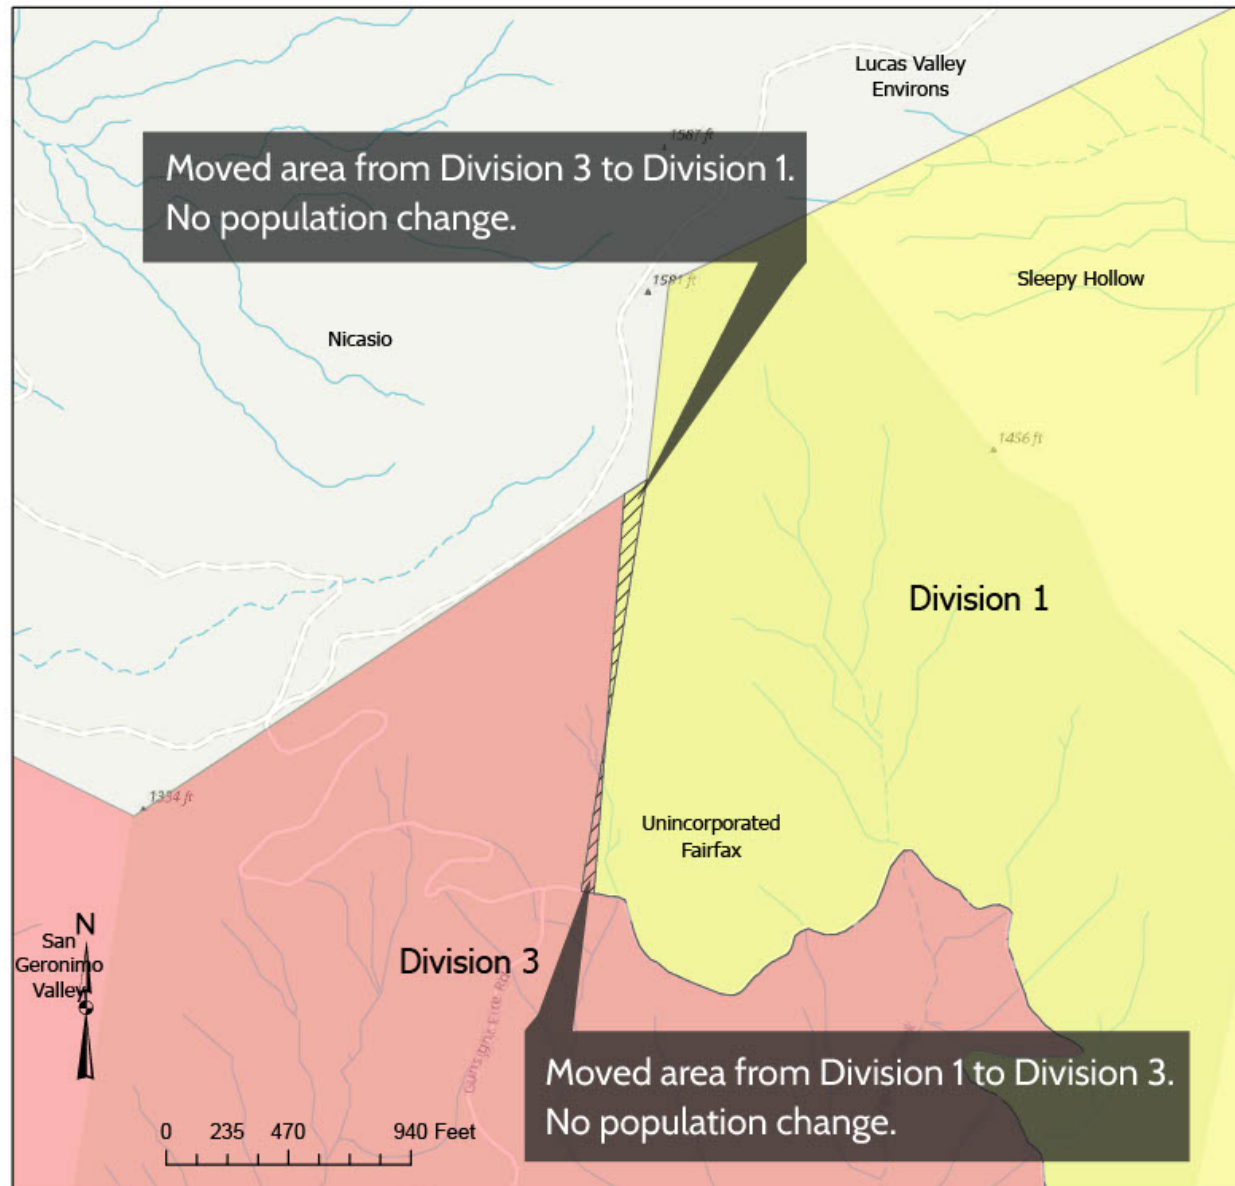 Lucas Valley
Environs
1587 ft
Moved area from Division 3 to Division 1.
No population change.
1591 ft
Sleepy Hollow
Nicasio
1456 ft
Division 1
1354 ft
Unincorporated
Fairfax
N
San
Geronimo
Valley
Division 3
0 235 470 940 Feet
Moved area from Division 1 to Division 3.
No population change.